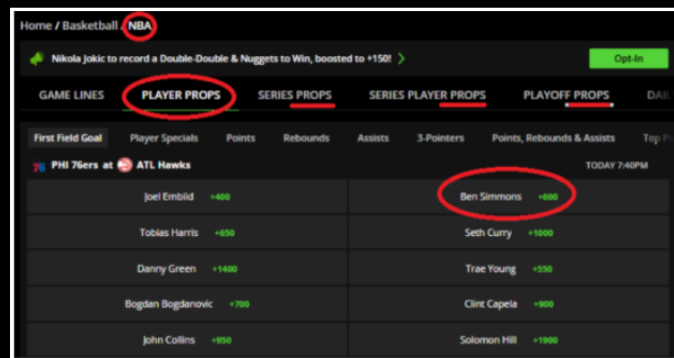 Home / Basketball / NBA
Nikola Jokic to record a Double-Double & Nuggets to Win, boosted to +150!
Opt-In
GAME LINES PLAYER PROPS SERIES PROPS SERIES PLAYER PROPS PLAYOFF PROPS
First Field Goal Player Specials Points Rebounds Assists 3-Pointers Points, Rebounds & Assists Top
PHI 76ers at ATL Hawks TODAY 7:40PM
Joel Embiid +400 Ben Simmons +600
Tobias Harris +650 Seth Curry +1000
Danny Green +1400 Trae Young +550
Bogdan Bogdanovic +700 Clint Capela +900
John Collins +950 Solomon Hill +1900